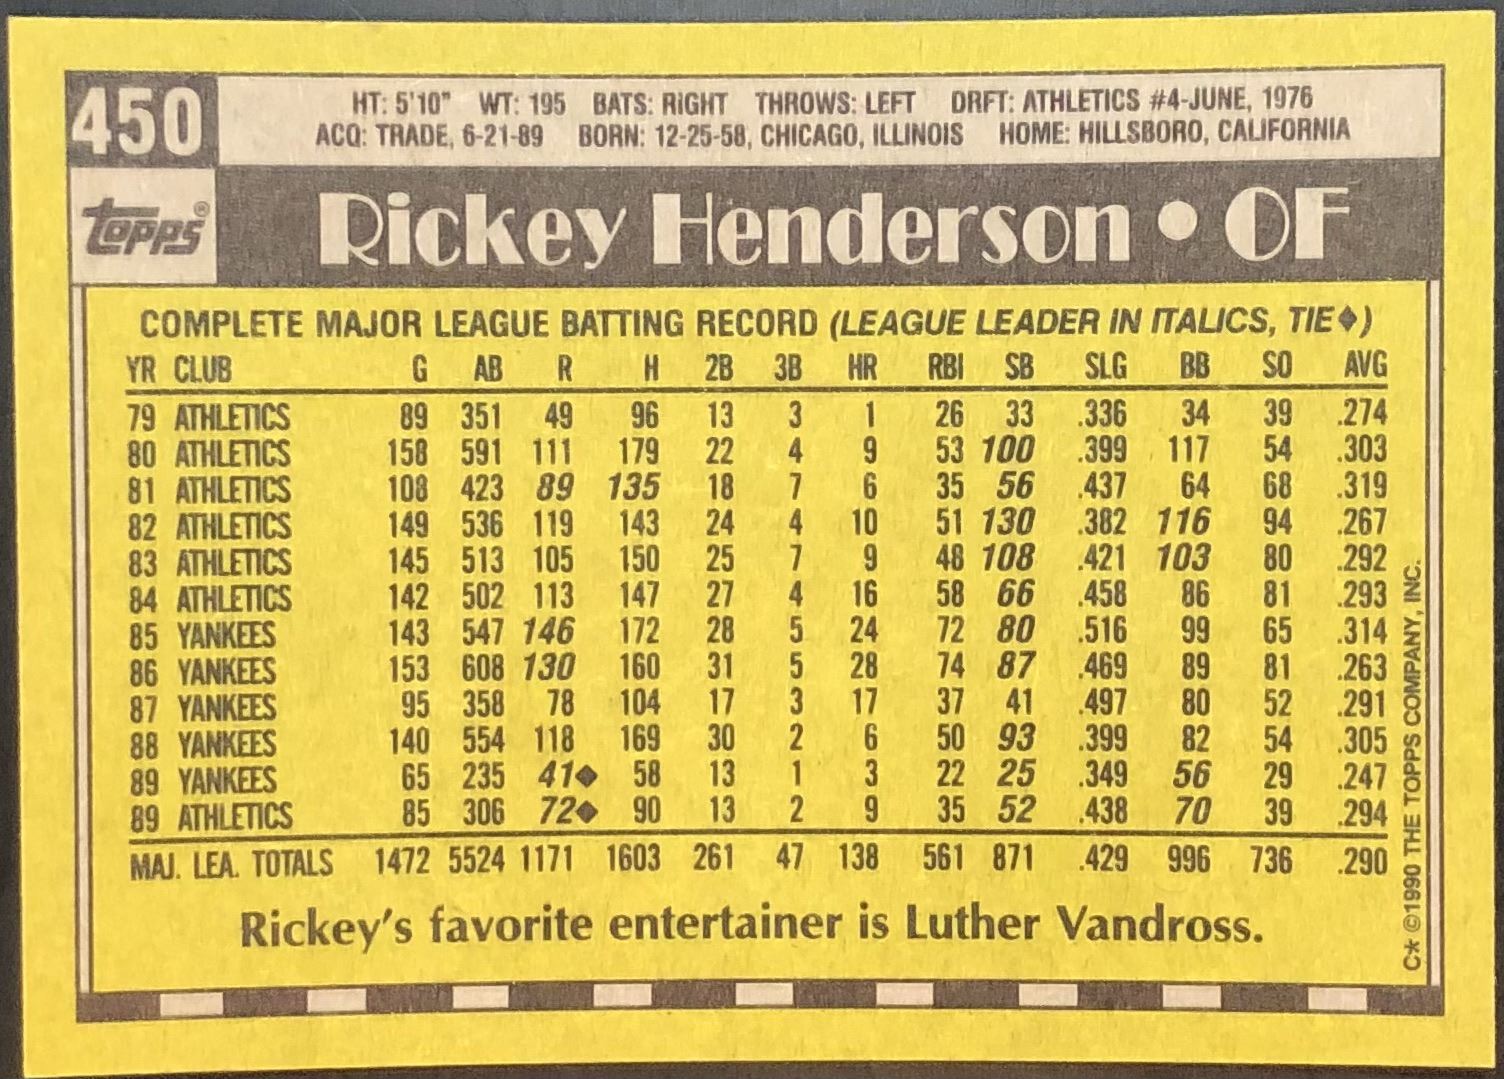 450
HT: 5'10" WT: 195 BATS: RIGHT THROWS: LEFT DRFT: ATHLETICS #4-JUNE, 1976
ACQ: TRADE, 6-21-89 BORN: 12-25-58, CHICAGO, ILLINOIS HOME: HILLSBORO, CALIFORNIA
TOPPS®
Rickey Henderson • OF
COMPLETE MAJOR LEAGUE BATTING RECORD (LEAGUE LEADER IN ITALICS, TIE♦)
YR CLUB G AB R H 2B 3B HR RBI SB SLG BB SO AVG
79 ATHLETICS 89 351 49 96 13 3 1 26 33 .336 34 39 .274
80 ATHLETICS 158 591 111 179 22 4 9 53 100 .399 117 54 .303
81 ATHLETICS 108 423 89 135 18 7 6 35 56 .437 64 68 .319
82 ATHLETICS 149 536 119 143 24 4 10 51 130 .382 116 94 .267
83 ATHLETICS 145 513 105 150 25 7 9 48 108 .421 103 80 .292
84 ATHLETICS 142 502 113 147 27 4 16 58 66 .458 86 81 .293
85 YANKEES 143 547 146 172 28 5 24 72 80 .516 99 65 .314
86 YANKEES 153 608 130 160 31 5 28 74 87 .469 89 81 .263
87 YANKEES 95 358 78 104 17 3 17 37 41 .497 80 52 .291
88 YANKEES 140 554 118 169 30 2 6 50 93 .399 82 54 .305
89 YANKEES 65 235 41♦ 58 13 1 3 22 25 .349 56 29 .247
89 ATHLETICS 85 306 72♦ 90 13 2 9 35 52 .438 70 39 .294
MAJ. LEA. TOTALS 1472 5524 1171 1603 261 47 138 561 871 .429 996 736 .290
Rickey's favorite entertainer is Luther Vandross.
C* ©1990 THE TOPPS COMPANY, INC.